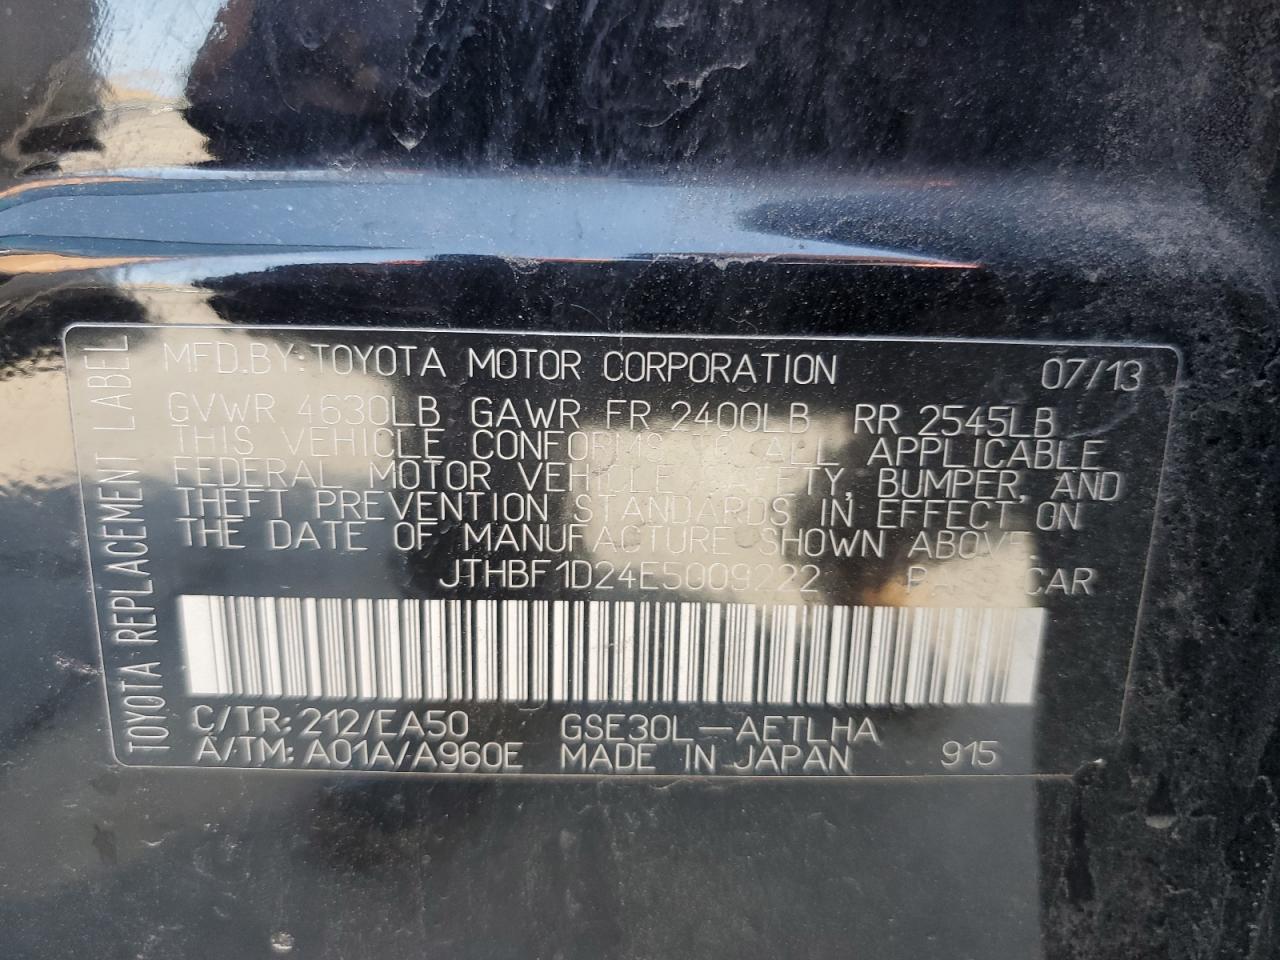 TOYOTA REPLACEMENT LABEL
MFD.BY:TOYOTA MOTOR CORPORATION 07/13
GVWR 4630LB GAWR FR 2400LB RR 2545LB
THIS VEHICLE CONFORMS ALL APPLICABLE
FEDERAL MOTOR VEHICLE SAFETY, BUMPER, AND
THEFT PREVENTION STANDARDS IN EFFECT ON
THE DATE OF MANUFACTURE SHOWN ABOVE.
JTHBF1D24E5009222 CAR
C/TR:212/EA50 GSE30L-AETLHA
A/TM:A01A/A960E MADE IN JAPAN 915